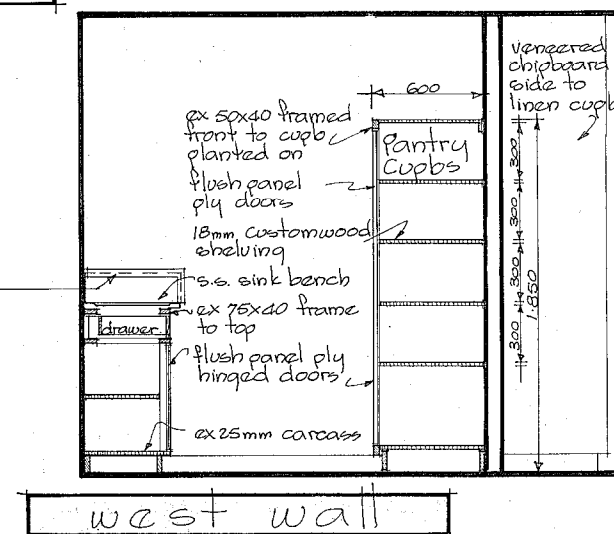 600
veneered
chipboard
side to
linen cupb
ex 50x40 framed
front to cupb
planted on
Pantry
Cupbs
flush panel
ply doors
18mm customwood
shelving
300
300
300
300
1.850
s.s. sink bench
ex 75x40 frame
to top
drawer
flush panel ply
hinged doors
ex 25mm carcass
west wall